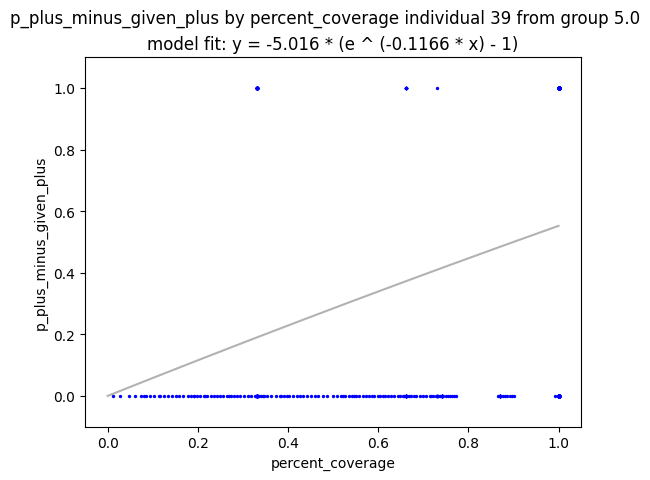 p_plus_minus_given_plus by percent_coverage individual 39 from group 5.0
model fit: y = -5.016 * (e ^ (-0.1166 * x) - 1)
1.0
0.8
0.6
0.4
0.2
0.0
p_plus_minus_given_plus
0.0 0.2 0.4 0.6 0.8 1.0
percent_coverage